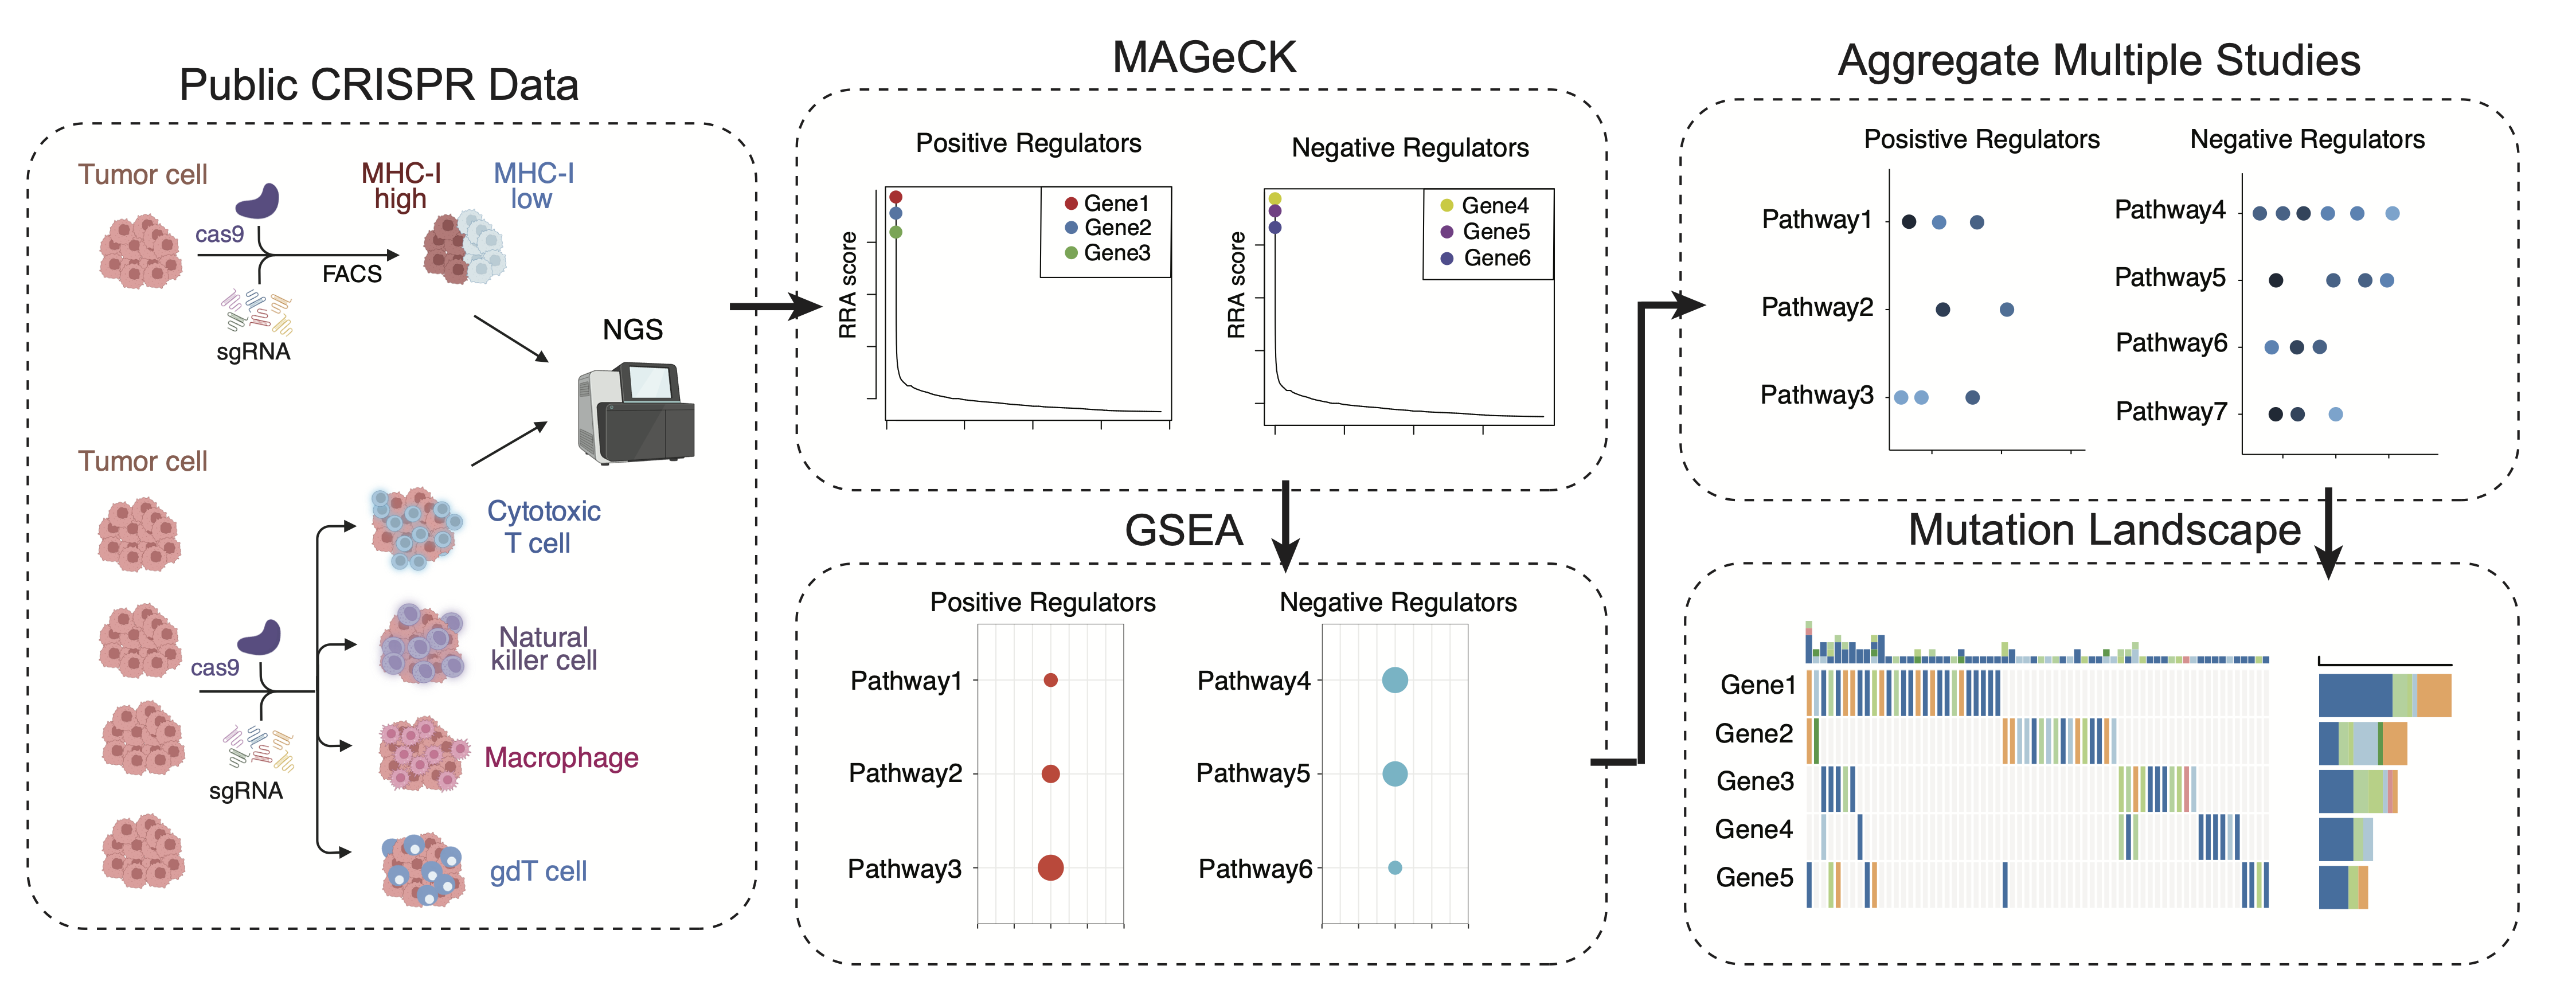 Public CRISPR Data
Tumor cell
MHC-I
high
MHC-I
low
cas9
FACS
sgRNA
NGS
Tumor cell
Cytotoxic
T cell
Natural
killer cell
cas9
Macrophage
sgRNA
gdT cell
MAGeCK
Positive Regulators
RRA score
Gene1
Gene2
Gene3
Negative Regulators
RRA score
Gene4
Gene5
Gene6
GSEA
Positive Regulators
Pathway1
Pathway2
Pathway3
Negative Regulators
Pathway4
Pathway5
Pathway6
Aggregate Multiple Studies
Posistive Regulators
Pathway1
Pathway2
Pathway3
Negative Regulators
Pathway4
Pathway5
Pathway6
Pathway7
Mutation Landscape
Gene1
Gene2
Gene3
Gene4
Gene5